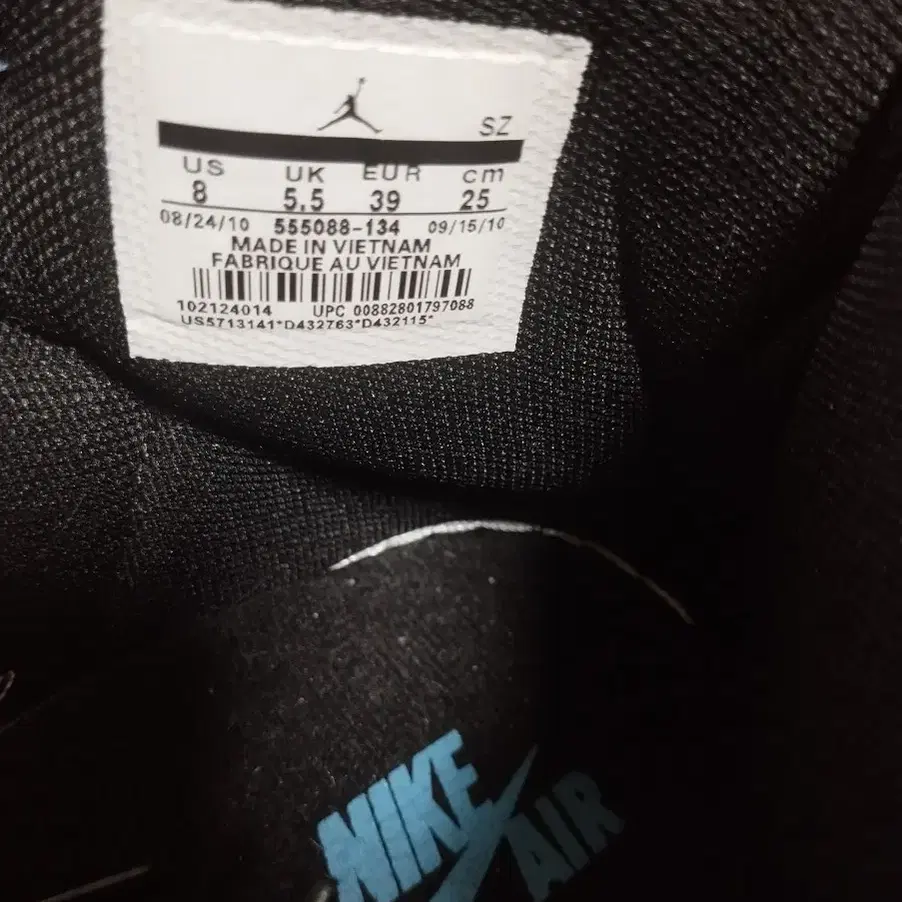 SZ
US UK EUR cm
8 5.5 39 25
08/24/10 555088-134 09/15/10
MADE IN VIETNAM
FABRIQUE AU VIETNAM
102124014 UPC 00882801797088
US5713141*D432763*D432115*
NIKE AIR